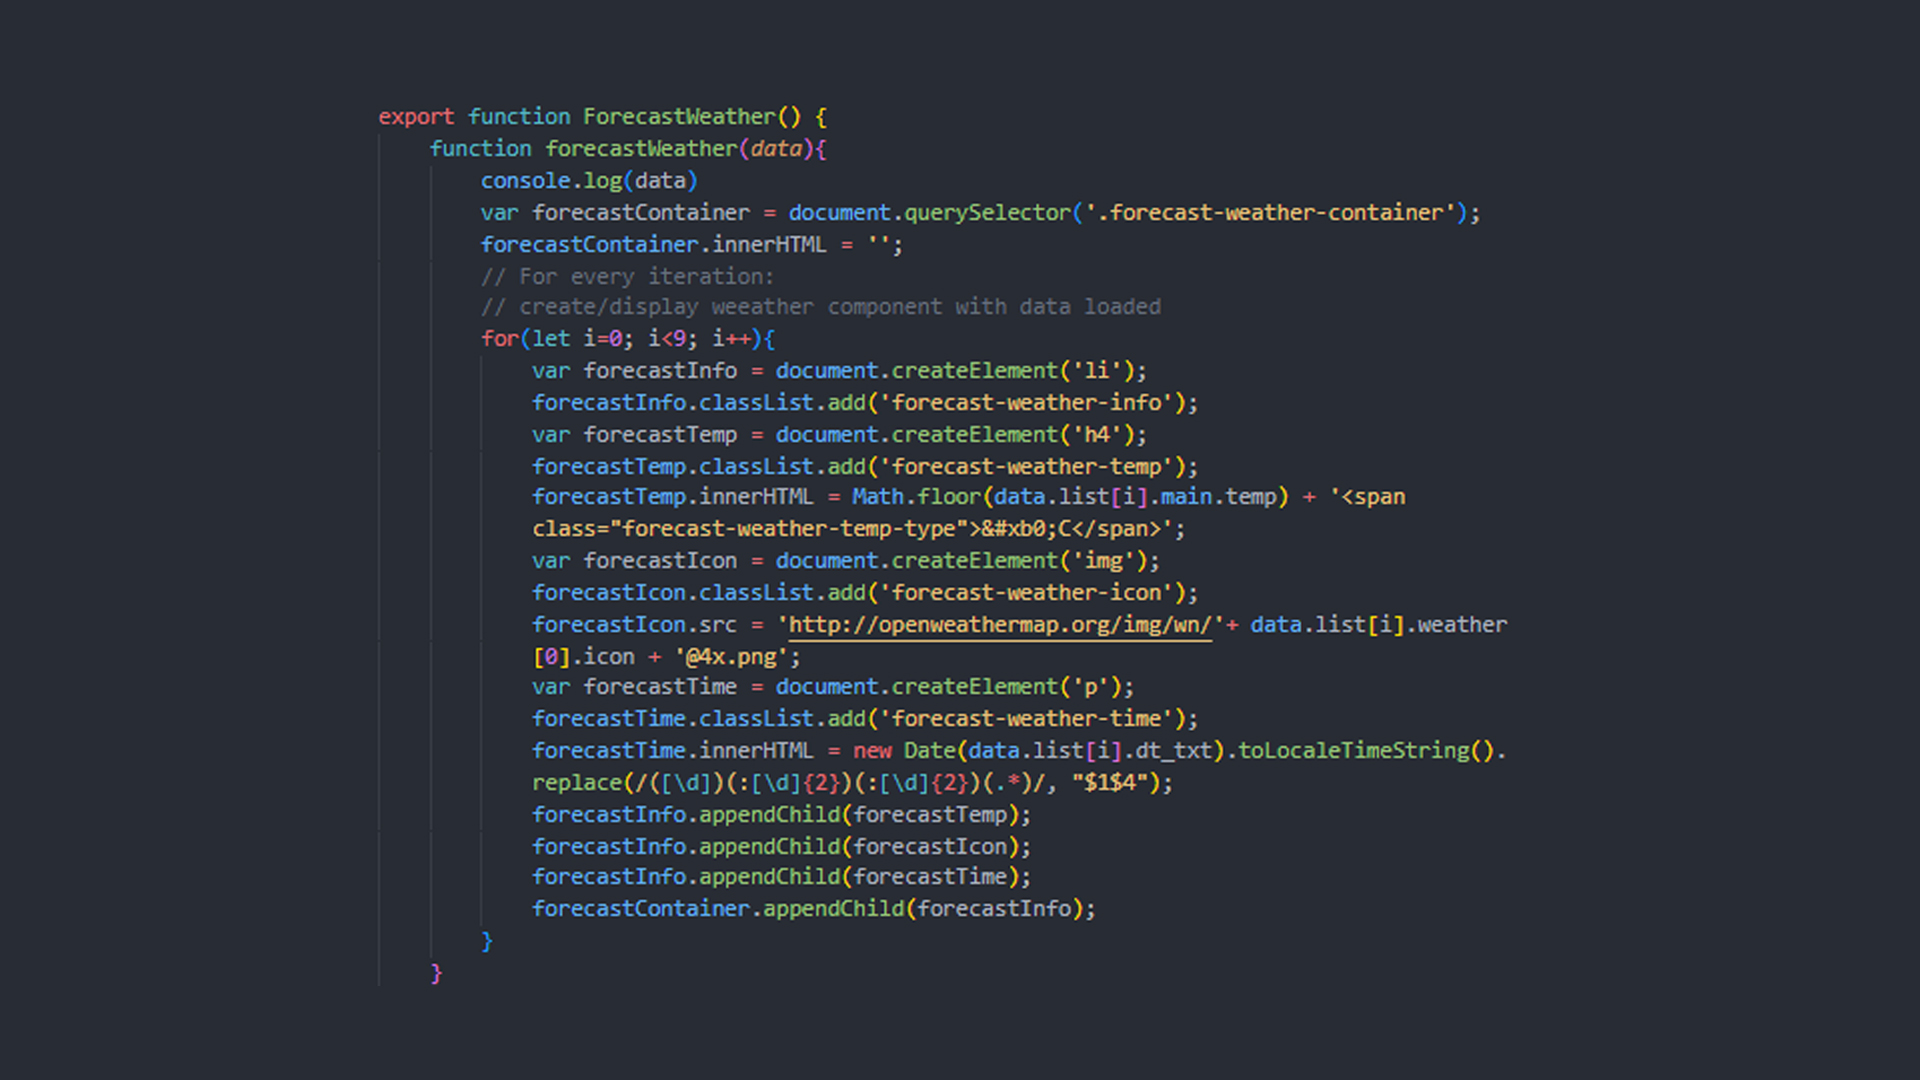 export function ForecastWeather() {
function forecastWeather(data){
console.log(data)
var forecastContainer = document.querySelector('.forecast-weather-container');
forecastContainer.innerHTML = '';
// For every iteration:
// create/display weeather component with data loaded
for(let i=0; i<9; i++){
var forecastInfo = document.createElement('li');
forecastInfo.classList.add('forecast-weather-info');
var forecastTemp = document.createElement('h4');
forecastTemp.classList.add('forecast-weather-temp');
forecastTemp.innerHTML = Math.floor(data.list[i].main.temp) + '<span
class="forecast-weather-temp-type">&#xb0;C</span>';
var forecastIcon = document.createElement('img');
forecastIcon.classList.add('forecast-weather-icon');
forecastIcon.src = 'http://openweathermap.org/img/wn/'+ data.list[i].weather
[0].icon + '@4x.png';
var forecastTime = document.createElement('p');
forecastTime.classList.add('forecast-weather-time');
forecastTime.innerHTML = new Date(data.list[i].dt_txt).toLocaleTimeString().
replace(/([\d])(:[\d]{2})(:[\d]{2})(.*)/, "$1$4");
forecastInfo.appendChild(forecastTemp);
forecastInfo.appendChild(forecastIcon);
forecastInfo.appendChild(forecastTime);
forecastContainer.appendChild(forecastInfo);
}
}